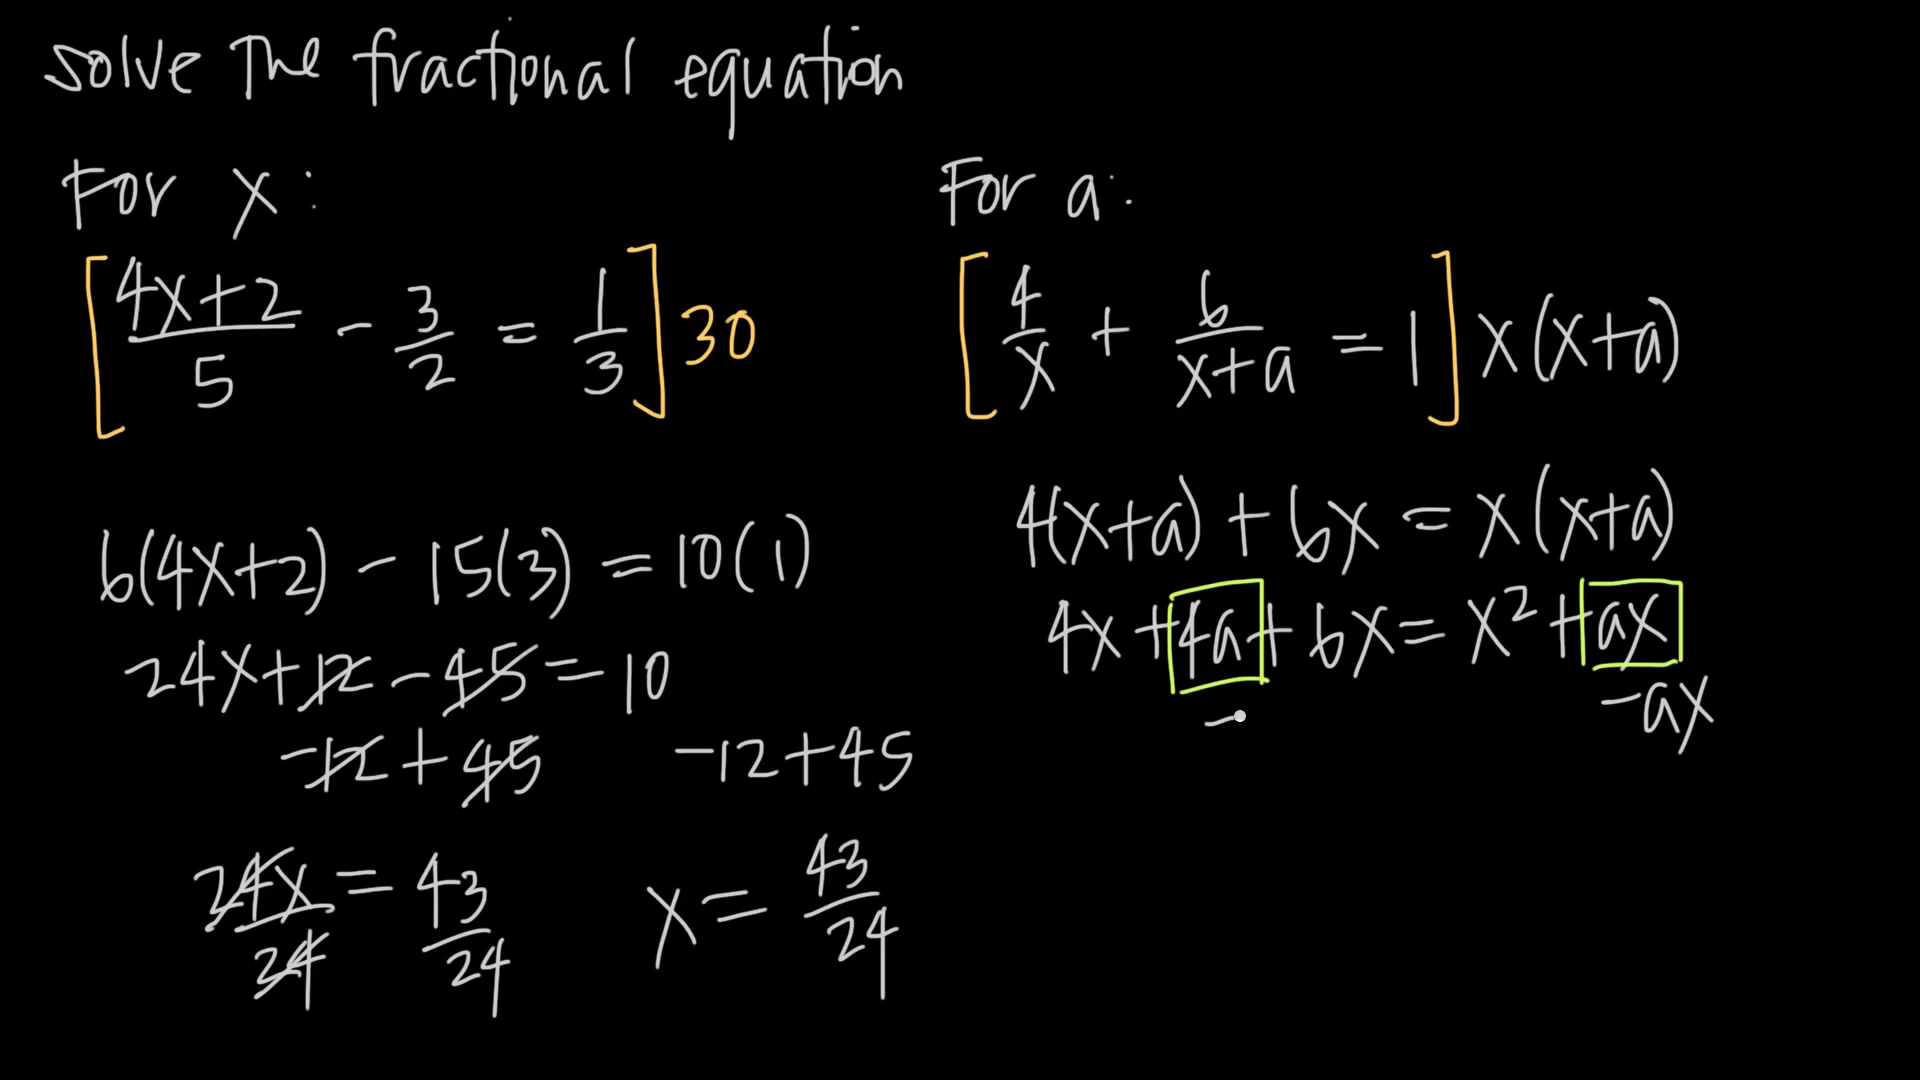 solve the fractional equation
For x:
[(4x+2)/5 - 3/2 = 1/3] 30
6(4x+2) - 15(3) = 10(1)
24x+12 - 45 = 10
-12 + 45 -12+45
24x/24 = 43/24 x = 43/24
For a:
[4/x + 6/(x+a) = 1] x(x+a)
4(x+a) + 6x = x(x+a)
4x + 4a + 6x = x² + ax
- -ax